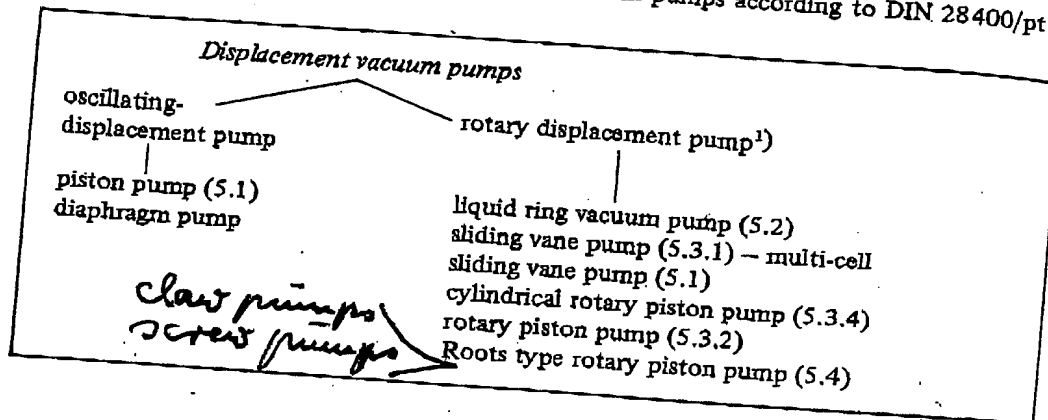 pumps according to DIN 28400/pt
Displacement vacuum pumps
oscillating-
displacement pump
piston pump (5.1)
diaphragm pump
rotary displacement pump¹)
liquid ring vacuum pump (5.2)
sliding vane pump (5.3.1) – multi-cell
sliding vane pump (5.1)
cylindrical rotary piston pump (5.3.4)
rotary piston pump (5.3.2)
Roots type rotary piston pump (5.4)
claw pumps
screw pumps